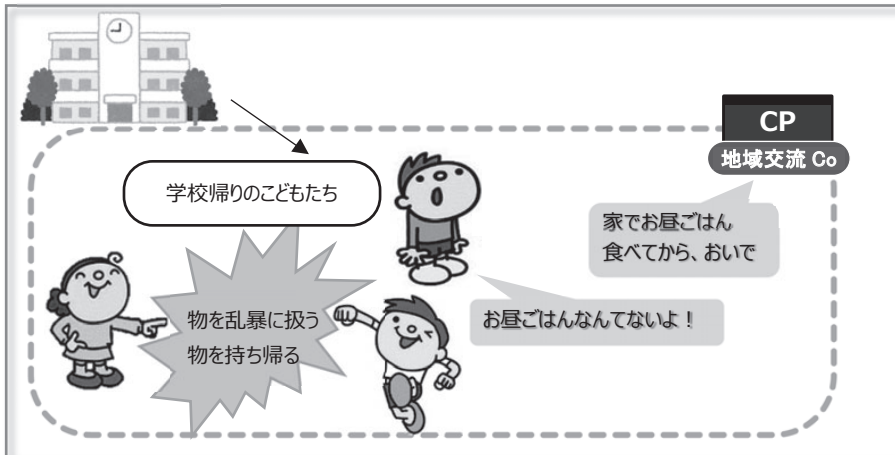 CP
地域交流 Co
学校帰りのこどもたち
家でお昼ごはん
食べてから、おいで
お昼ごはんなんてないよ！
物を乱暴に扱う
物を持ち帰る